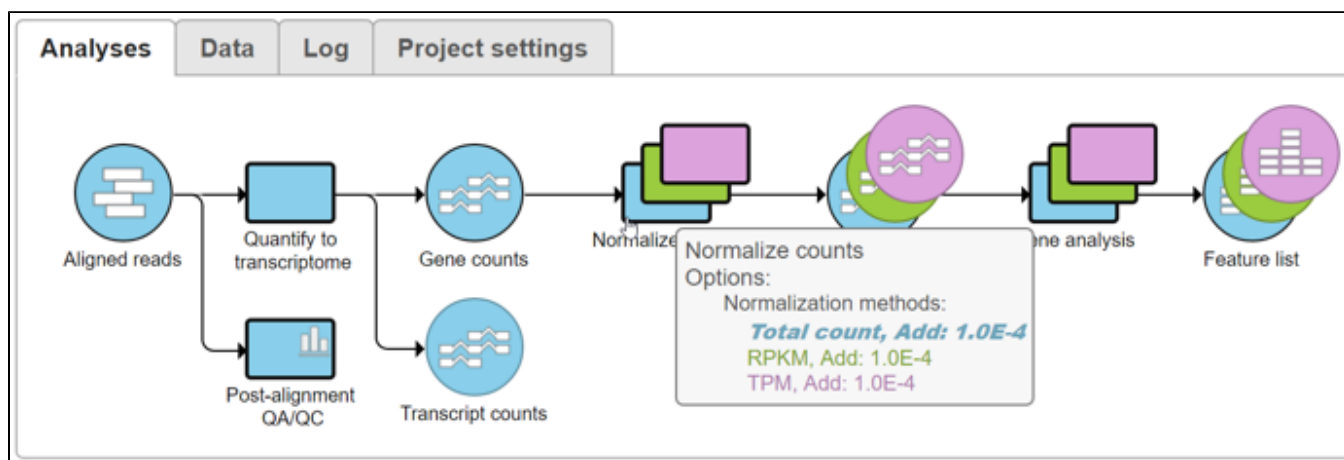 Analyses Data Log Project settings
Aligned reads
Quantify to
transcriptome
Gene counts
Normalize
analysis
Feature list
Post-alignment
QA/QC
Transcript counts
Normalize counts
Options:
Normalization methods:
Total count, Add: 1.0E-4
RPKM, Add: 1.0E-4
TPM, Add: 1.0E-4